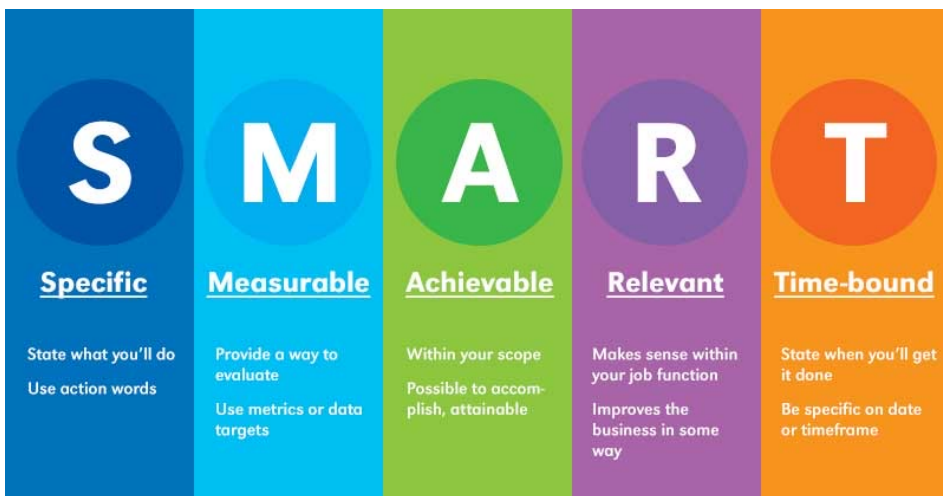 S
Specific
State what you'll do
Use action words
M
Measurable
Provide a way to
evaluate
Use metrics or data
targets
A
Achievable
Within your scope
Possible to accom-
plish, attainable
R
Relevant
Makes sense within
your job function
Improves the
business in some
way
T
Time-bound
State when you'll get
it done
Be specific on date
or timeframe